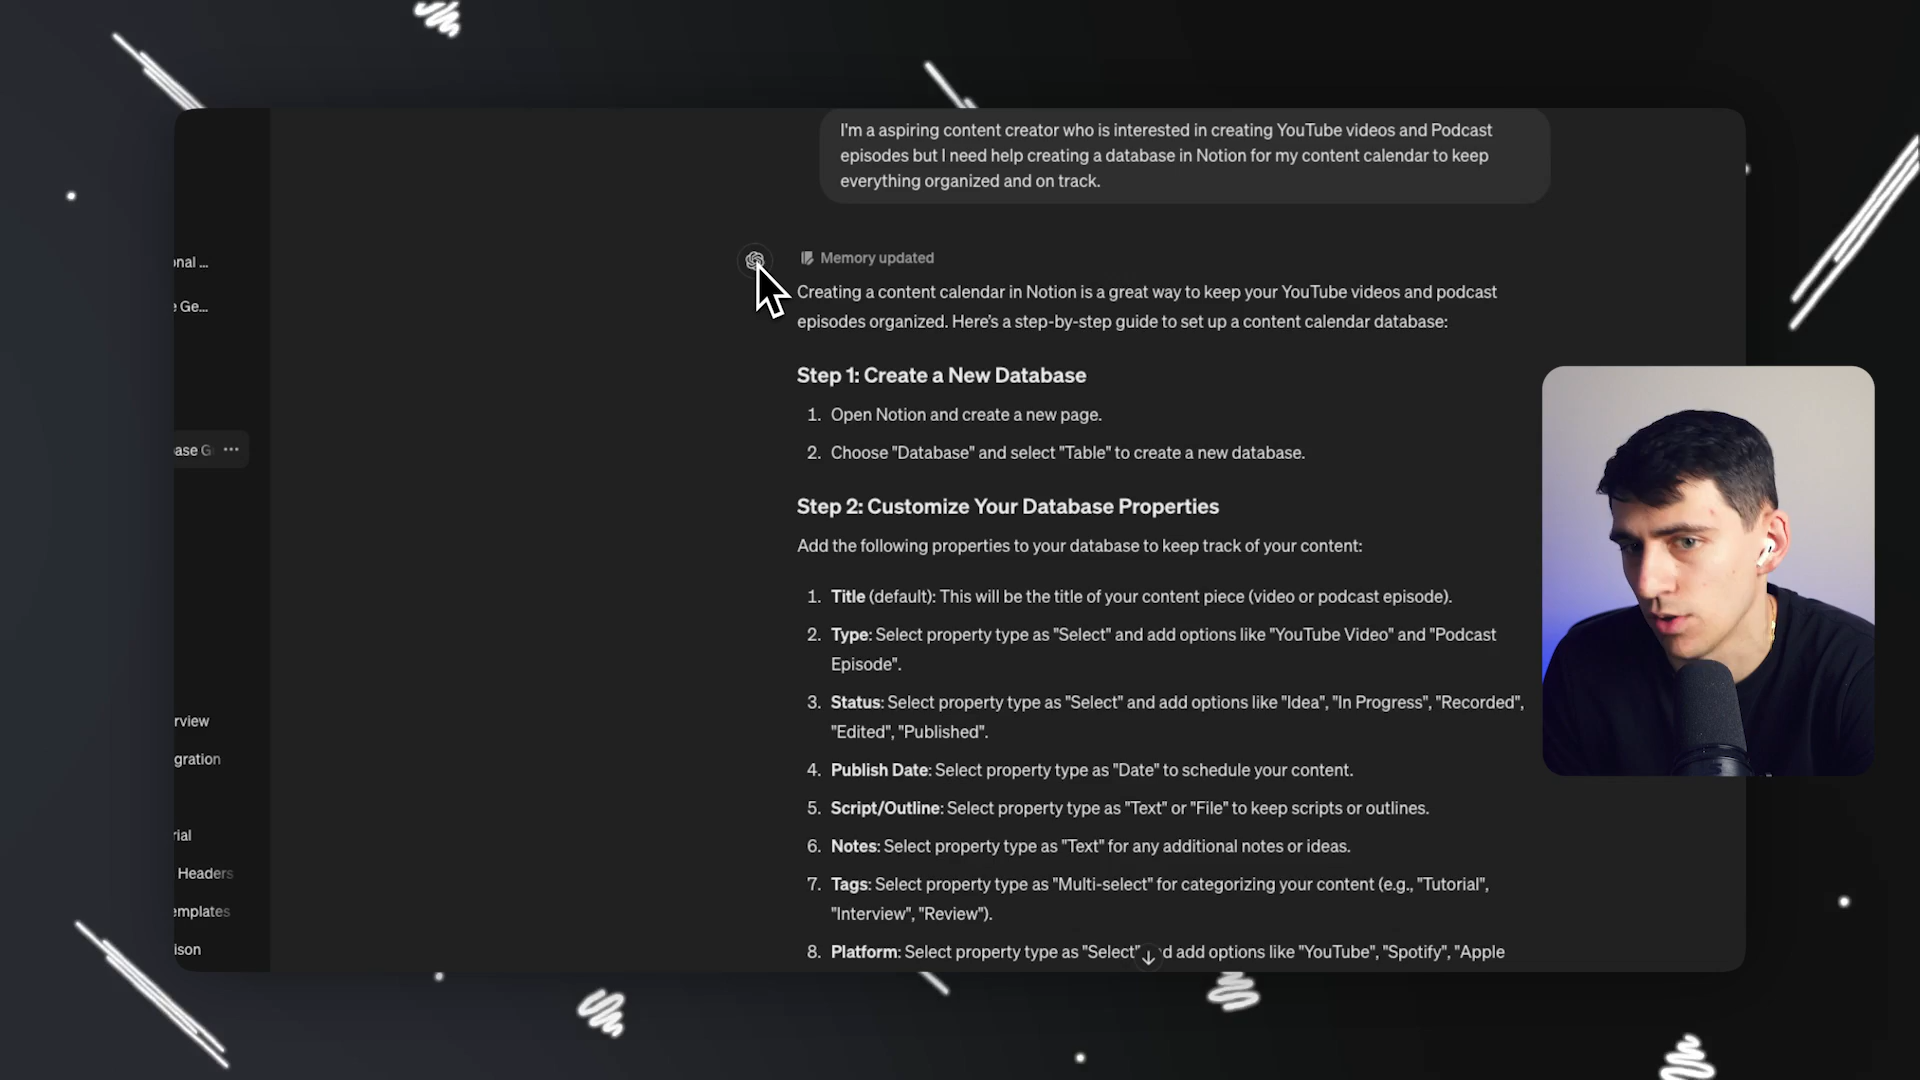 I'm a aspiring content creator who is interested in creating YouTube videos and Podcast
episodes but I need help creating a database in Notion for my content calendar to keep
everything organized and on track.
onal ...
e Ge...
ase G
rview
gration
rial
Headers
emplates
ison
Memory updated
Creating a content calendar in Notion is a great way to keep your YouTube videos and podcast
episodes organized. Here's a step-by-step guide to set up a content calendar database:
Step 1: Create a New Database
1. Open Notion and create a new page.
2. Choose "Database" and select "Table" to create a new database.
Step 2: Customize Your Database Properties
Add the following properties to your database to keep track of your content:
1. Title (default): This will be the title of your content piece (video or podcast episode).
2. Type: Select property type as "Select" and add options like "YouTube Video" and "Podcast
Episode".
3. Status: Select property type as "Select" and add options like "Idea", "In Progress", "Recorded",
"Edited", "Published".
4. Publish Date: Select property type as "Date" to schedule your content.
5. Script/Outline: Select property type as "Text" or "File" to keep scripts or outlines.
6. Notes: Select property type as "Text" for any additional notes or ideas.
7. Tags: Select property type as "Multi-select" for categorizing your content (e.g., "Tutorial",
"Interview", "Review").
8. Platform: Select property type as "Select" d add options like "YouTube", "Spotify", "Apple